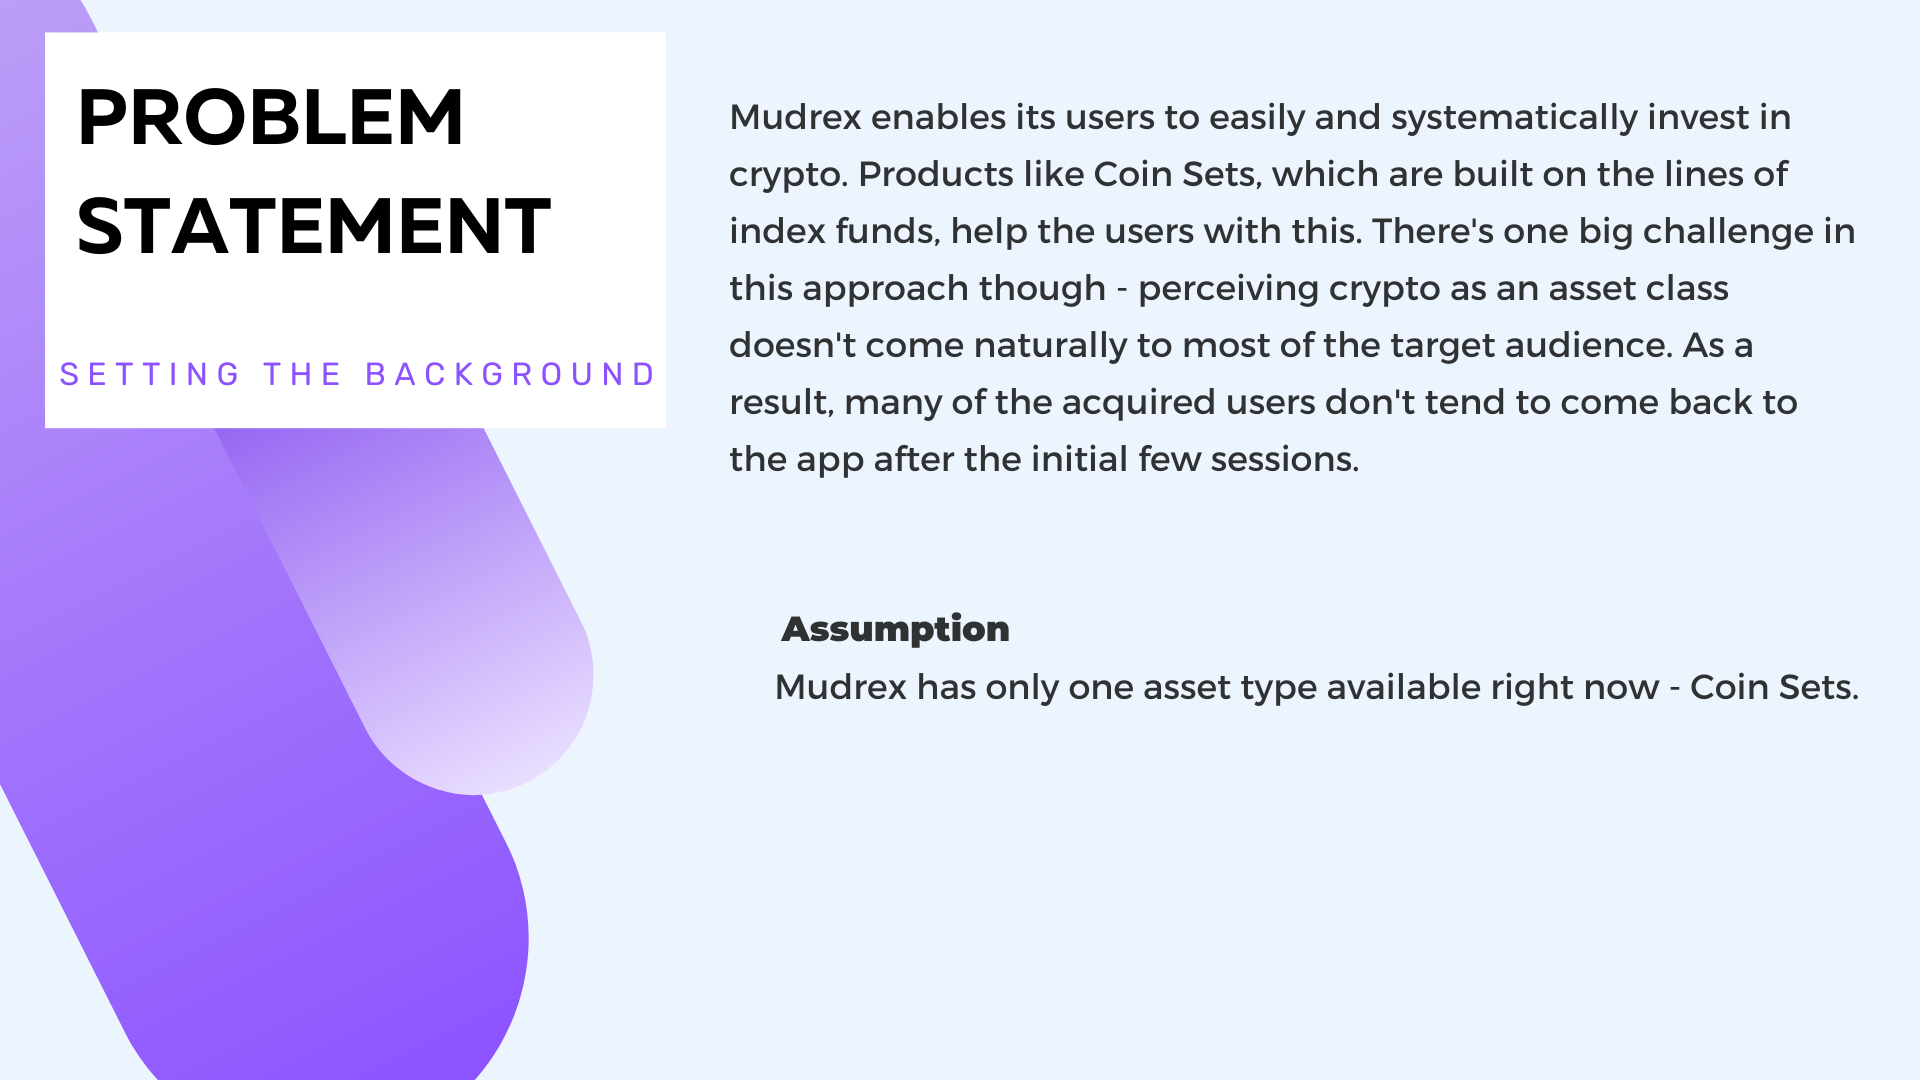 PROBLEM
STATEMENT
SETTING THE BACKGROUND
Mudrex enables its users to easily and systematically invest in
crypto. Products like Coin Sets, which are built on the lines of
index funds, help the users with this. There's one big challenge in
this approach though - perceiving crypto as an asset class
doesn't come naturally to most of the target audience. As a
result, many of the acquired users don't tend to come back to
the app after the initial few sessions.
Assumption
Mudrex has only one asset type available right now - Coin Sets.